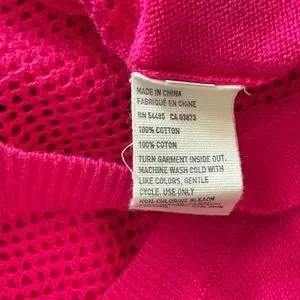 MADE IN CHINA
FABRIQUÉ EN CHINE
RN 54485 CA 03873
100% COTTON
100% COTON
TURN GARMENT INSIDE OUT.
MACHINE WASH COLD WITH
LIKE COLORS, GENTLE
CYCLE. USE ONLY
NON-CHLORINE BLEACH